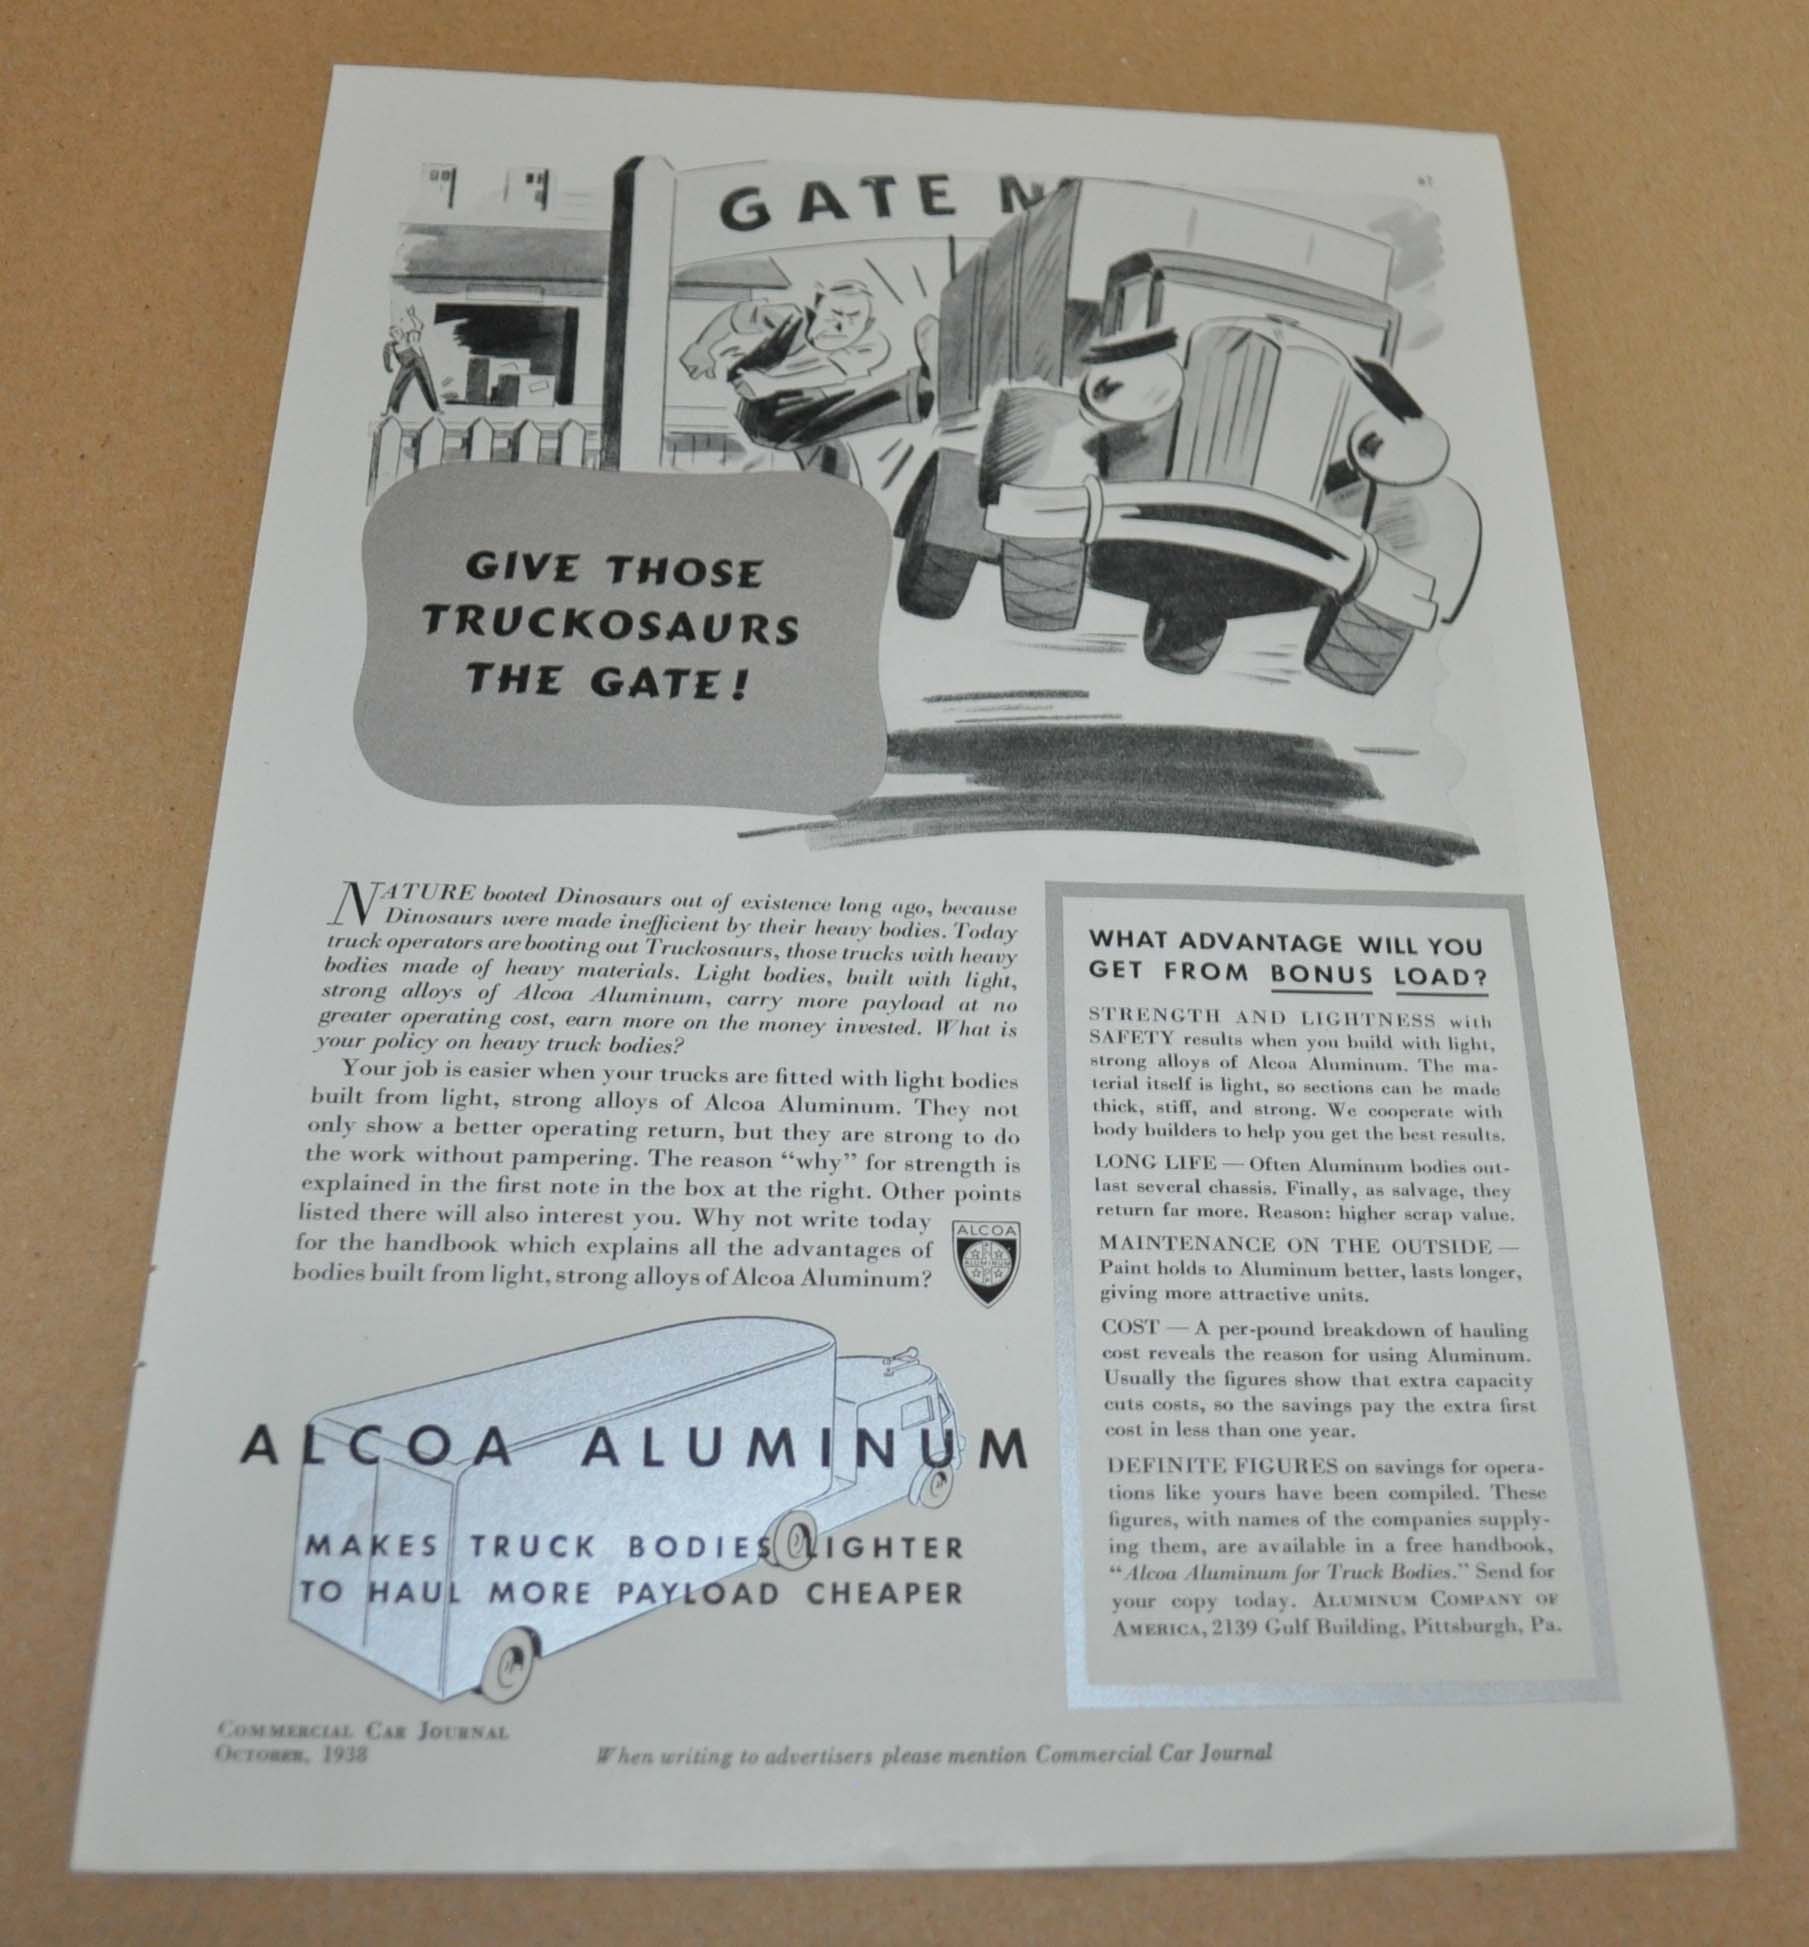 GATE N
GIVE THOSE
TRUCKOSAURS
THE GATE!
NATURE booted Dinosaurs out of existence long ago, because
Dinosaurs were made inefficient by their heavy bodies. Today
truck operators are booting out Truckosaurs, those trucks with heavy
bodies made of heavy materials. Light bodies, built with light,
strong alloys of Alcoa Aluminum, carry more payload at no
greater operating cost, earn more on the money invested. What is
your policy on heavy truck bodies?
Your job is easier when your trucks are fitted with light bodies
built from light, strong alloys of Alcoa Aluminum. They not
only show a better operating return, but they are strong to do
the work without pampering. The reason “why” for strength is
explained in the first note in the box at the right. Other points
listed there will also interest you. Why not write today
for the handbook which explains all the advantages of
bodies built from light, strong alloys of Alcoa Aluminum?
ALCOA
ALUMINUM
ALCOA ALUMINUM
MAKES TRUCK BODIES LIGHTER
TO HAUL MORE PAYLOAD CHEAPER
WHAT ADVANTAGE WILL YOU
GET FROM BONUS LOAD?
STRENGTH AND LIGHTNESS with
SAFETY results when you build with light,
strong alloys of Alcoa Aluminum. The ma-
terial itself is light, so sections can be made
thick, stiff, and strong. We cooperate with
body builders to help you get the best results.
LONG LIFE — Often Aluminum bodies out-
last several chassis. Finally, as salvage, they
return far more. Reason: higher scrap value.
MAINTENANCE ON THE OUTSIDE —
Paint holds to Aluminum better, lasts longer,
giving more attractive units.
COST — A per-pound breakdown of hauling
cost reveals the reason for using Aluminum.
Usually the figures show that extra capacity
cuts costs, so the savings pay the extra first
cost in less than one year.
DEFINITE FIGURES on savings for opera-
tions like yours have been compiled. These
figures, with names of the companies supply-
ing them, are available in a free handbook,
“Alcoa Aluminum for Truck Bodies.” Send for
your copy today. ALUMINUM COMPANY OF
AMERICA, 2139 Gulf Building, Pittsburgh, Pa.
COMMERCIAL CAR JOURNAL
OCTOBER, 1938
When writing to advertisers please mention Commercial Car Journal